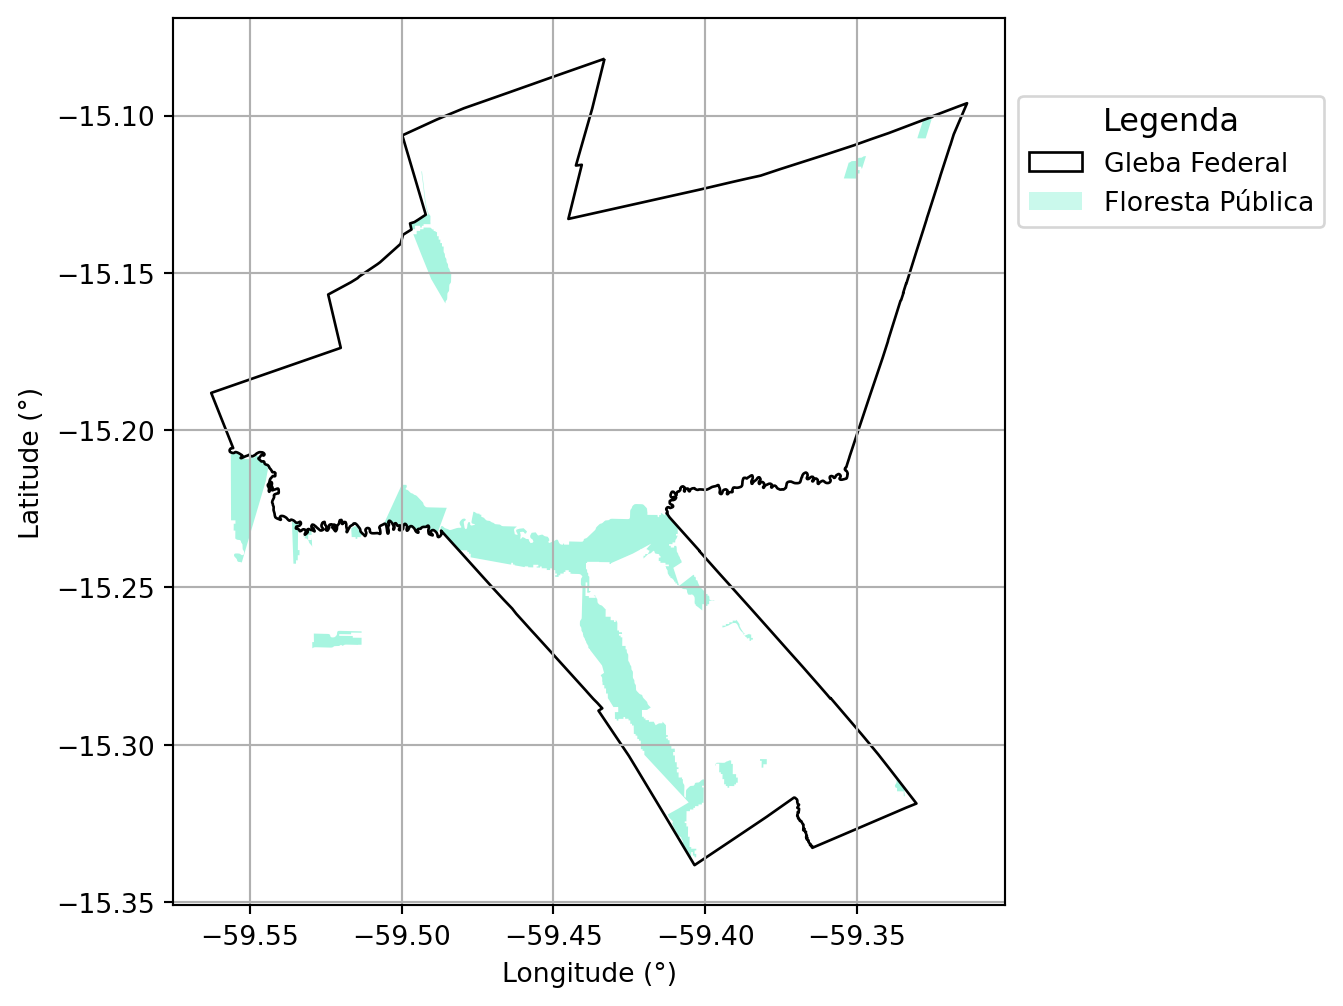 −15.10
−15.15
−15.20
−15.25
−15.30
−15.35
Latitude (°)
−59.55
−59.50
−59.45
−59.40
−59.35
Longitude (°)
Legenda
Gleba Federal
Floresta Pública